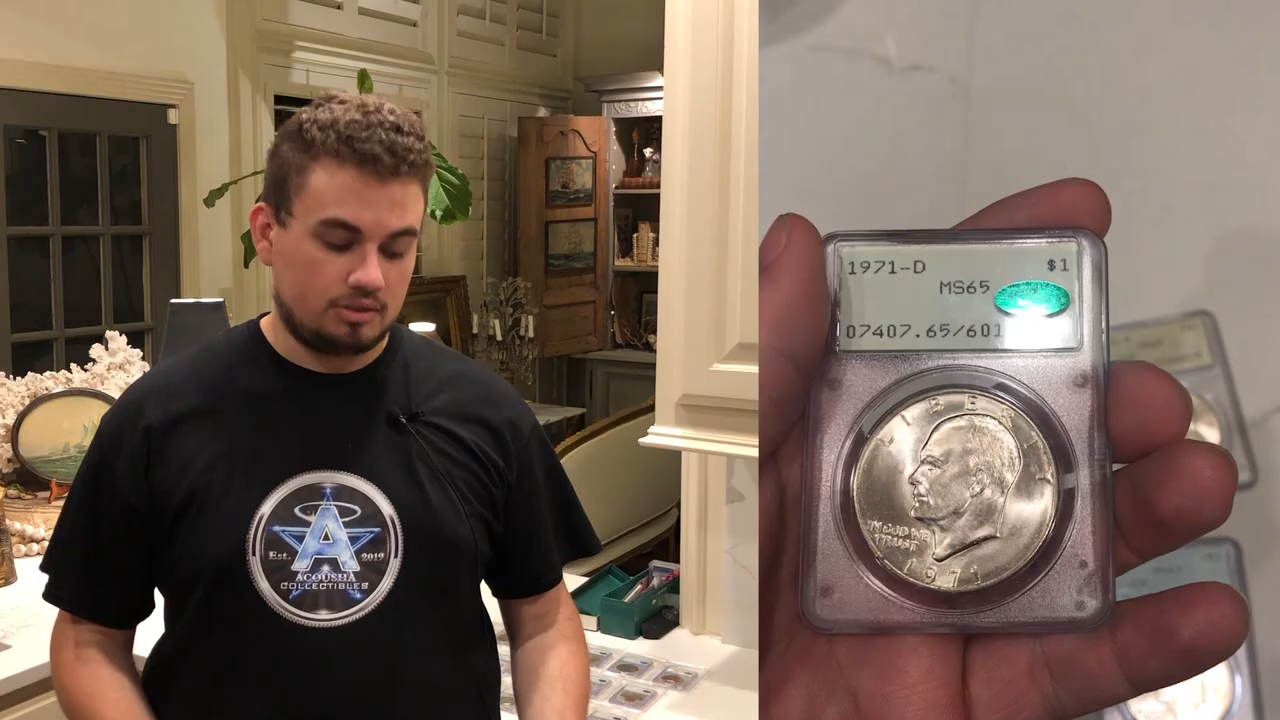 A
Est. 2019
ACOUSHA
COLLECTIBLES
1971-D $1
MS65
07407.65/601
LIBERTY
IN GOD WE
TRUST
1971